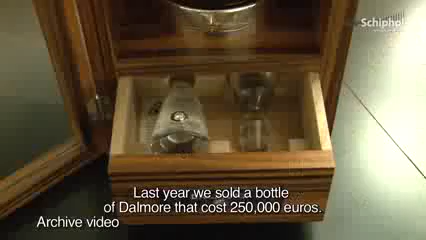 Schiphol
Last year we sold a bottle
of Dalmore that cost 250,000 euros.
Archive video